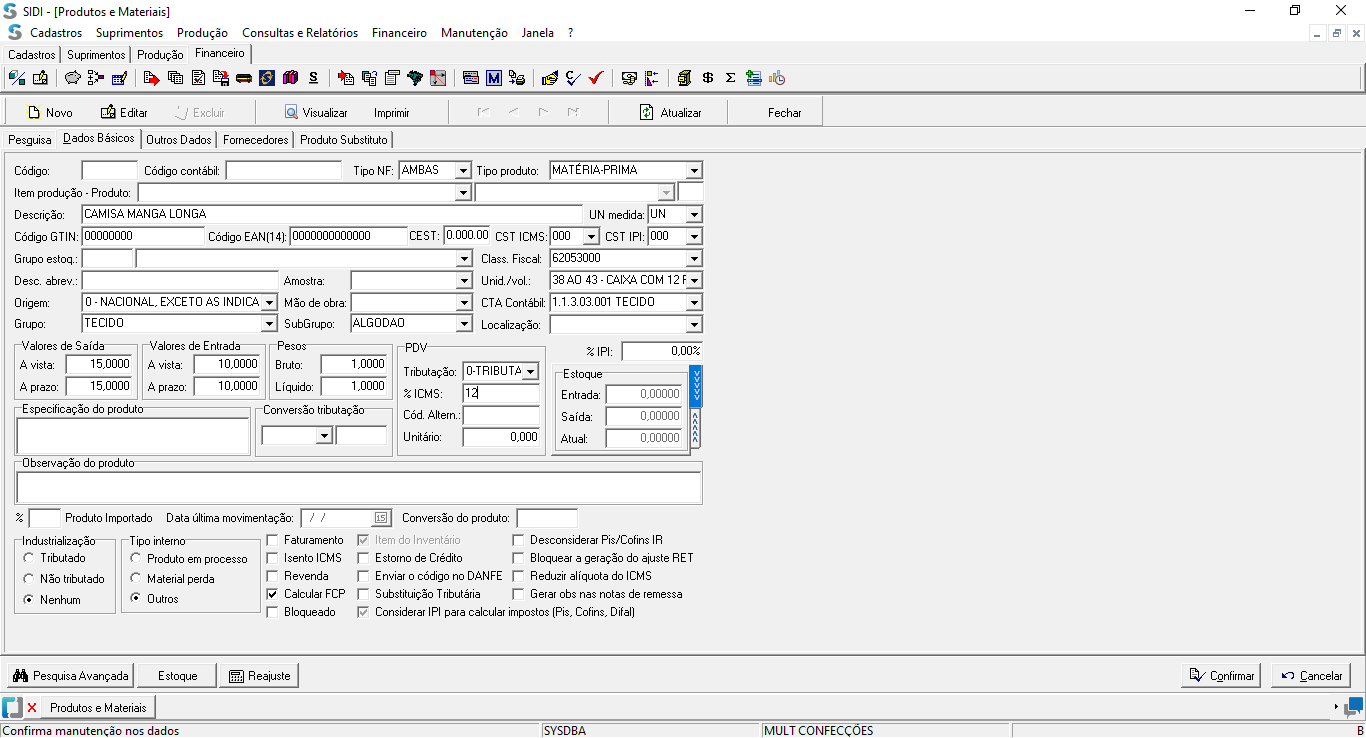 SIDI - [Produtos e Materiais]
Cadastros Suprimentos Produção Consultas e Relatórios Financeiro Manutenção Janela ?
Cadastros Suprimentos Produção Financeiro
Novo Editar Excluir Visualizar Imprimir Atualizar Fechar
Pesquisa Dados Básicos Outros Dados Fornecedores Produto Substituto
Código: Código contábil: Tipo NF: AMBAS Tipo produto: MATÉRIA-PRIMA
Item produção - Produto:
Descrição: CAMISA MANGA LONGA UN medida: UN
Código GTIN: 00000000 Código EAN(14): 0000000000000 CEST: 0.000.00 CST ICMS: 000 CST IPI: 000
Grupo estoq.: Class. Fiscal: 62053000
Desc. abrev.: Amostra: Unid./vol.: 38 AO 43 - CAIXA COM 12 F
Origem: 0 - NACIONAL, EXCETO AS INDICA Mão de obra: CTA Contábil: 1.1.3.03.001 TECIDO
Grupo: TECIDO SubGrupo: ALGODAO Localização:
Valores de Saída Valores de Entrada Pesos PDV % IPI: 0,00%
A vista: 15,0000 A vista: 10,0000 Bruto: 1,0000 Tributação: 0-TRIBUTA Estoque
A prazo: 15,0000 A prazo: 10,0000 Líquido: 1,0000 % ICMS: 12 Entrada: 0,00000
Especificação do produto Conversão tributação Cód. Altern.: Saída: 0,00000
Unitário: 0,000 Atual: 0,00000
Observação do produto
% Produto Importado Data última movimentação: / / 15 Conversão do produto:
Industrialização Tipo interno Faturamento Item do Inventário Desconsiderar Pis/Cofins IR
Tributado Produto em processo Isento ICMS Estorno de Crédito Bloquear a geração do ajuste RET
Não tributado Material perda Revenda Enviar o código no DANFE Reduzir alíquota do ICMS
Nenhum Outros Calcular FCP Substituição Tributária Gerar obs nas notas de remessa
Bloqueado Considerar IPI para calcular impostos (Pis, Cofins, Difal)
Pesquisa Avançada Estoque Reajuste Confirmar Cancelar
Produtos e Materiais
Confirma manutenção nos dados SYSDBA MULT CONFECÇÕES B